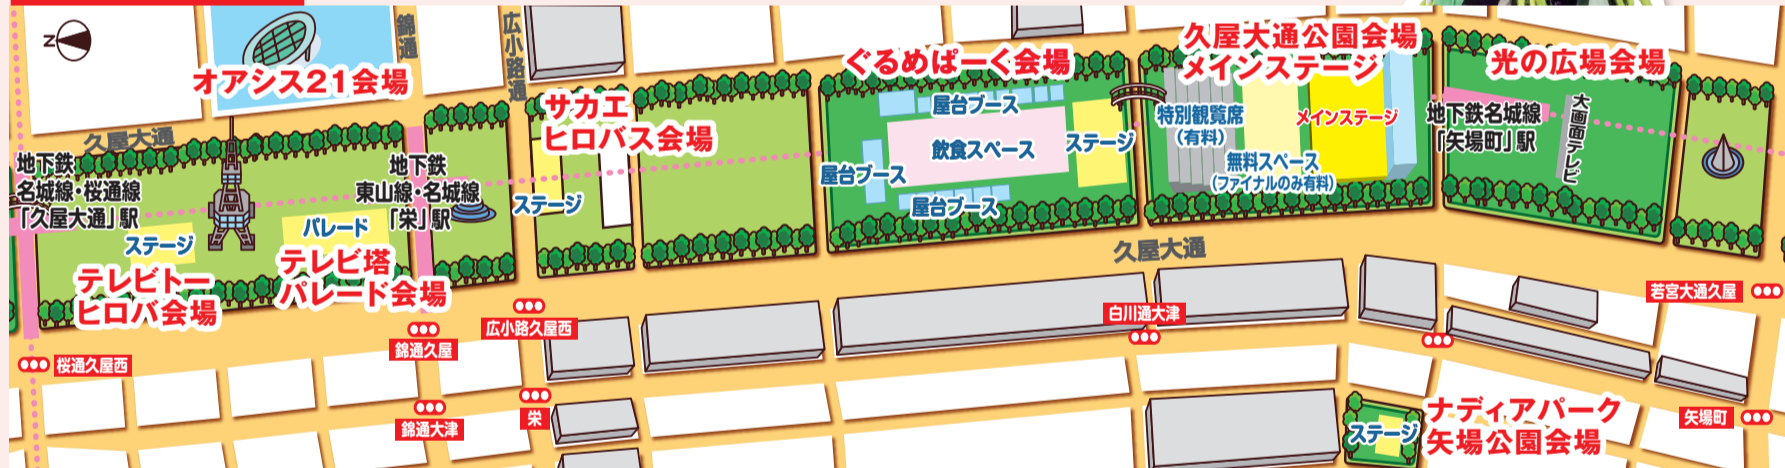 N
錦通
広小路通
オアシス21会場
久屋大通
地下鉄
名城線・桜通線
「久屋大通」駅
ステージ
テレビトー
ヒロバ会場
パレード
テレビ塔
パレード会場
地下鉄
東山線・名城線
「栄」駅
サカエ
ヒロバス会場
ステージ
ぐるめぱーく会場
屋台ブース
飲食スペース
ステージ
屋台ブース
屋台ブース
久屋大通公園会場
メインステージ
特別観覧席
(有料)
無料スペース
(ファイナルのみ有料)
メインステージ
光の広場会場
地下鉄名城線
「矢場町」駅
大画面テレビ
久屋大通
桜通久屋西
錦通久屋
錦通大津
広小路久屋西
栄
白川通大津
若宮大通久屋
矢場町
ステージ
ナディアパーク
矢場公園会場